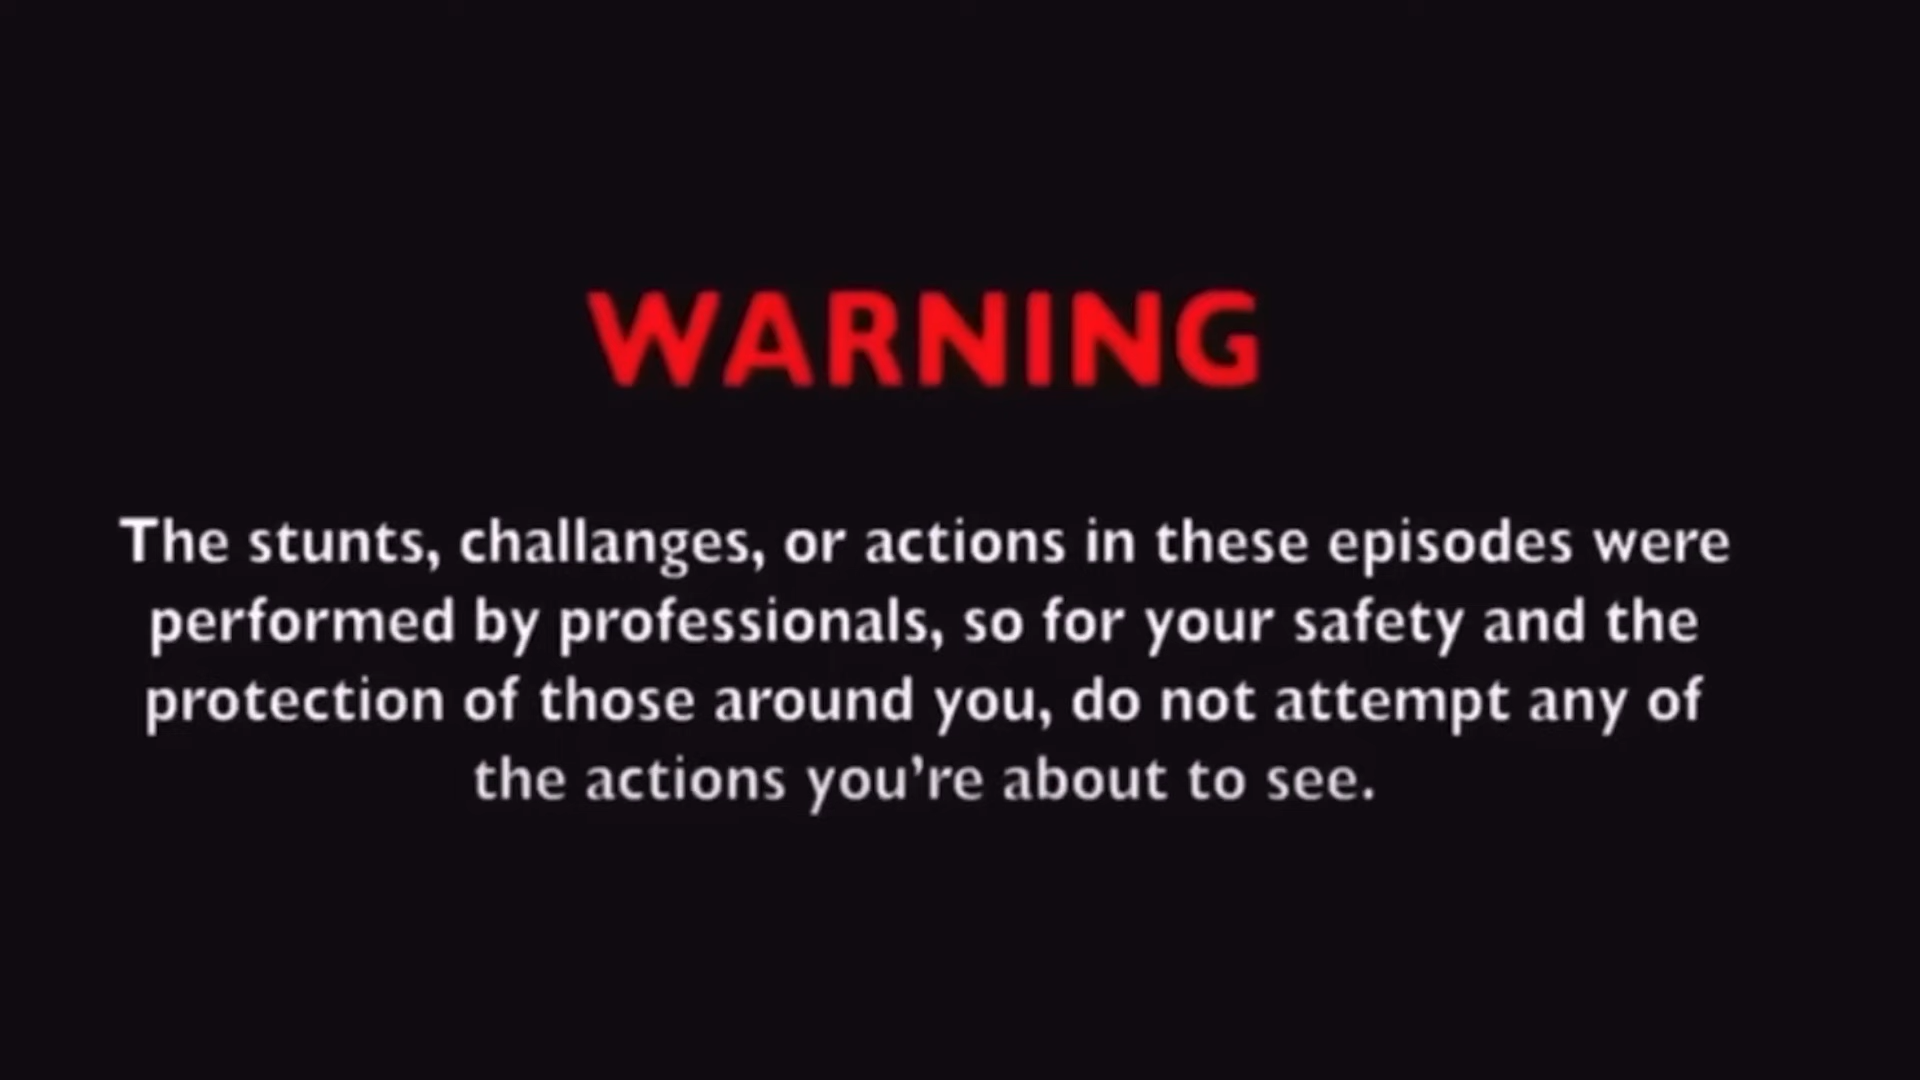 WARNING
The stunts, challanges, or actions in these episodes were
performed by professionals, so for your safety and the
protection of those around you, do not attempt any of
the actions you're about to see.